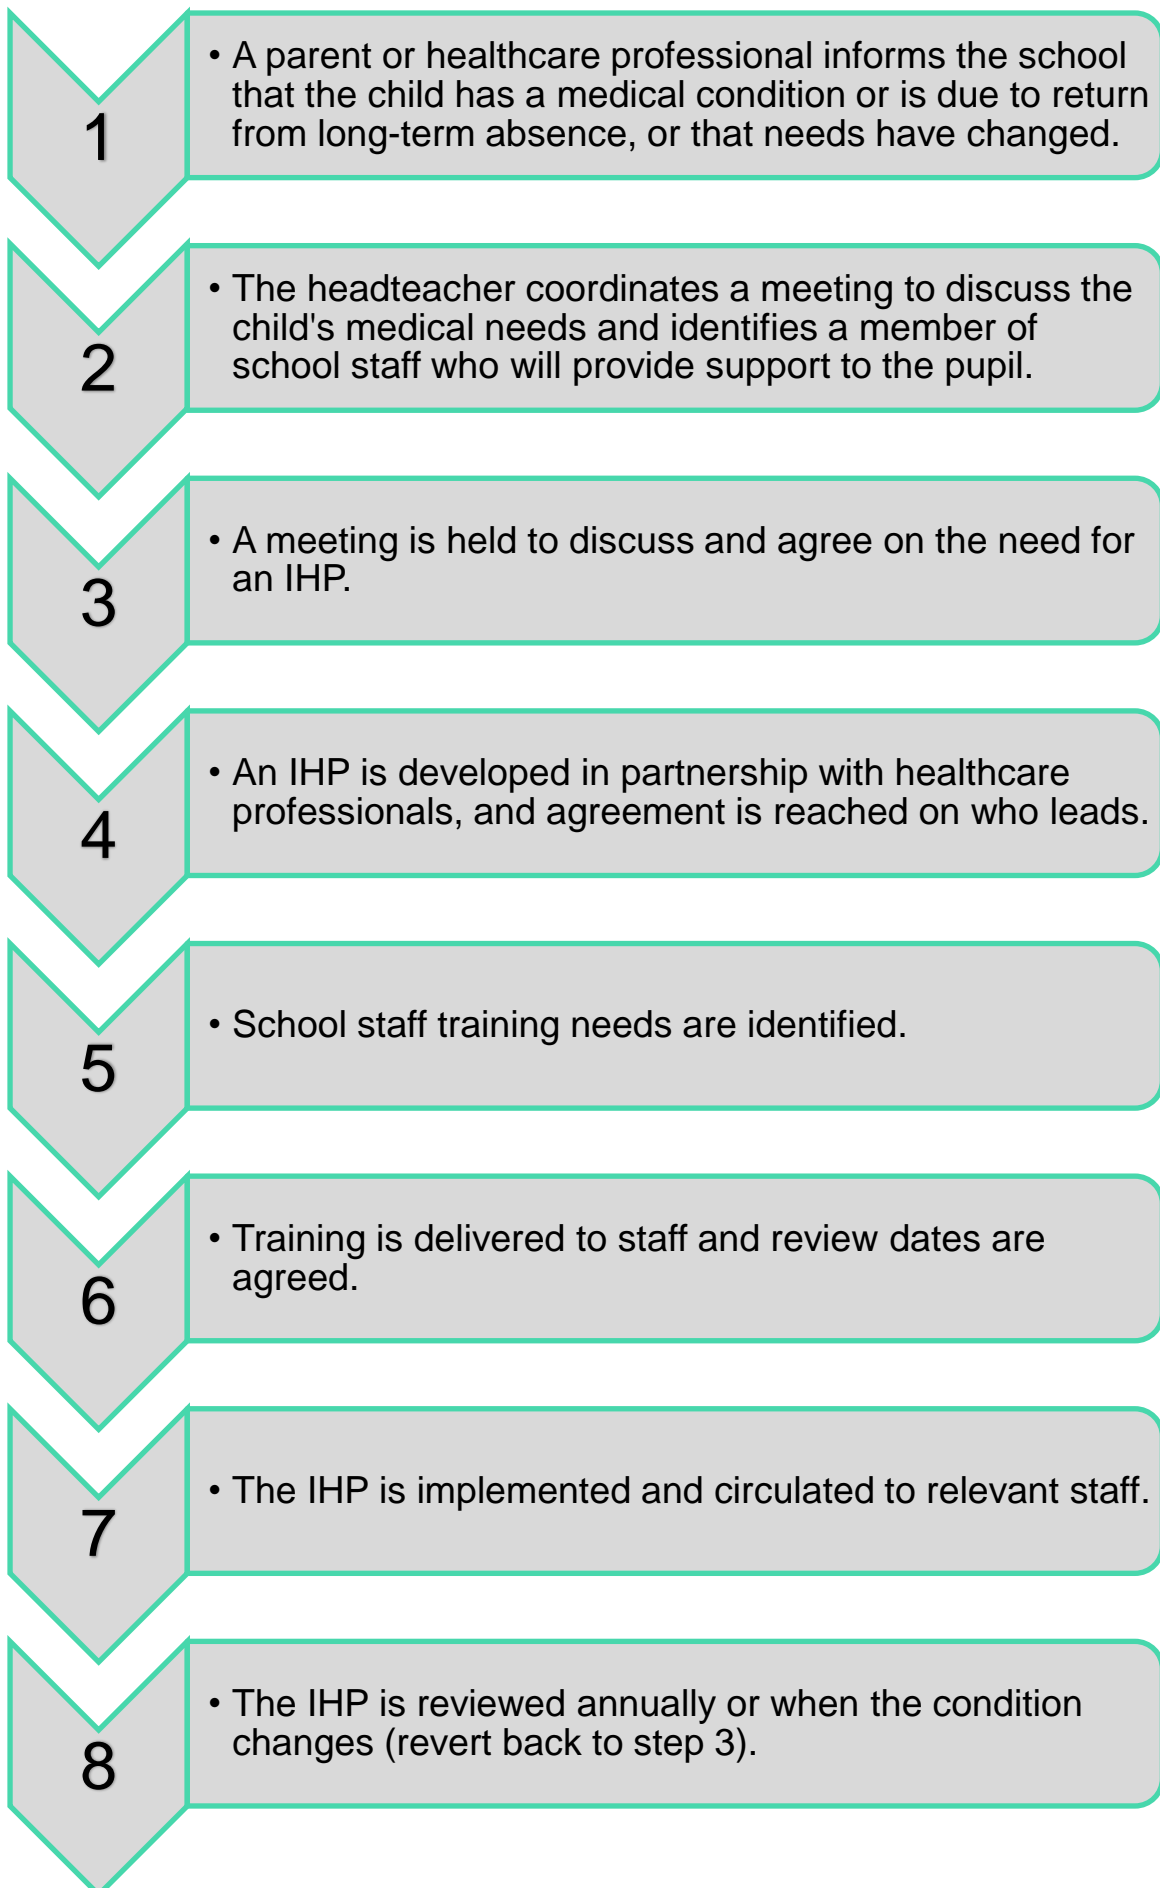 1
• A parent or healthcare professional informs the school
that the child has a medical condition or is due to return
from long-term absence, or that needs have changed.
2
• The headteacher coordinates a meeting to discuss the
child's medical needs and identifies a member of
school staff who will provide support to the pupil.
3
• A meeting is held to discuss and agree on the need for
an IHP.
4
• An IHP is developed in partnership with healthcare
professionals, and agreement is reached on who leads.
5
• School staff training needs are identified.
6
• Training is delivered to staff and review dates are
agreed.
7
• The IHP is implemented and circulated to relevant staff.
8
• The IHP is reviewed annually or when the condition
changes (revert back to step 3).